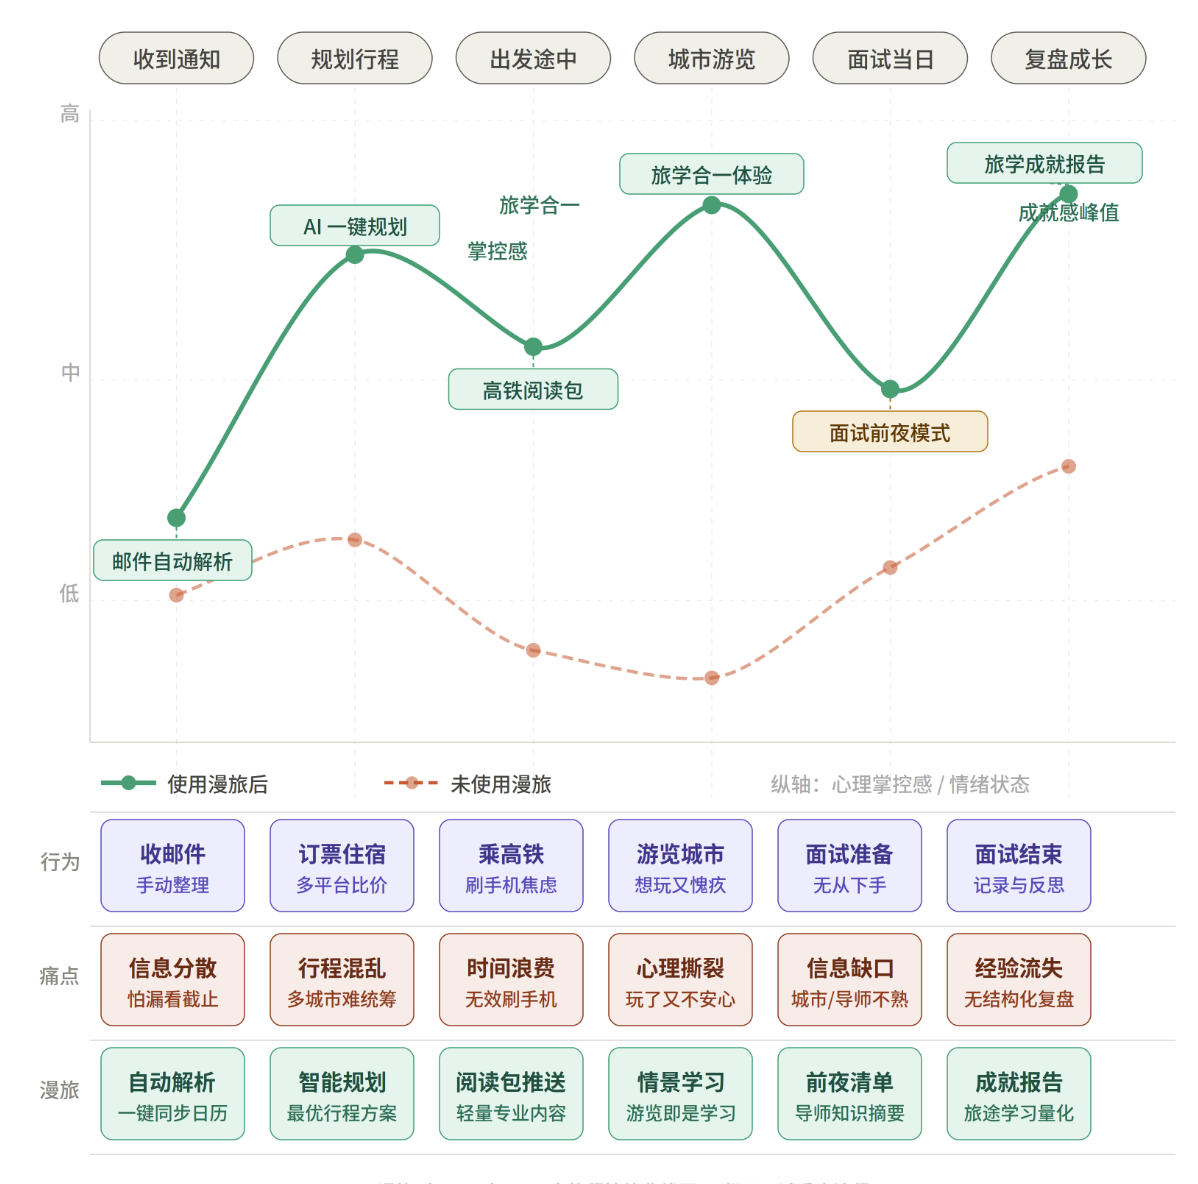 收到通知
规划行程
出发途中
城市游览
面试当日
复盘成长
高
旅学成就报告
旅学合一体验
旅学合一
成就感峰值
AI 一键规划
掌控感
中
高铁阅读包
面试前夜模式
邮件自动解析
低
使用漫旅后
未使用漫旅
纵轴：心理掌控感 / 情绪状态
行为
收邮件
手动整理
订票住宿
多平台比价
乘高铁
刷手机焦虑
游览城市
想玩又愧疚
面试准备
无从下手
面试结束
记录与反思
痛点
信息分散
怕漏看截止
行程混乱
多城市难统筹
时间浪费
无效刷手机
心理撕裂
玩了又不安心
信息缺口
城市/导师不熟
经验流失
无结构化复盘
漫旅
自动解析
一键同步日历
智能规划
最优行程方案
阅读包推送
轻量专业内容
情景学习
游览即是学习
前夜清单
导师知识摘要
成就报告
旅途学习量化